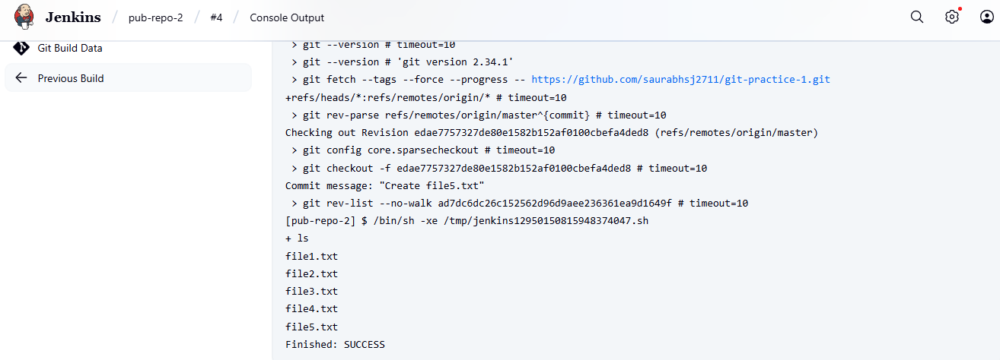 Jenkins / pub-repo-2 / #4 / Console Output
Git Build Data
Previous Build
> git --version # timeout=10
> git --version # 'git version 2.34.1'
> git fetch --tags --force --progress -- https://github.com/saurabhsj2711/git-practice-1.git
+refs/heads/*:refs/remotes/origin/* # timeout=10
> git rev-parse refs/remotes/origin/master^{commit} # timeout=10
Checking out Revision edae7757327de80e1582b152af0100cbefa4ded8 (refs/remotes/origin/master)
> git config core.sparsecheckout # timeout=10
> git checkout -f edae7757327de80e1582b152af0100cbefa4ded8 # timeout=10
Commit message: "Create file5.txt"
> git rev-list --no-walk ad7dc6dc26c152562d96d9aee236361ea9d1649f # timeout=10
[pub-repo-2] $ /bin/sh -xe /tmp/jenkins12950150815948374047.sh
+ ls
file1.txt
file2.txt
file3.txt
file4.txt
file5.txt
Finished: SUCCESS